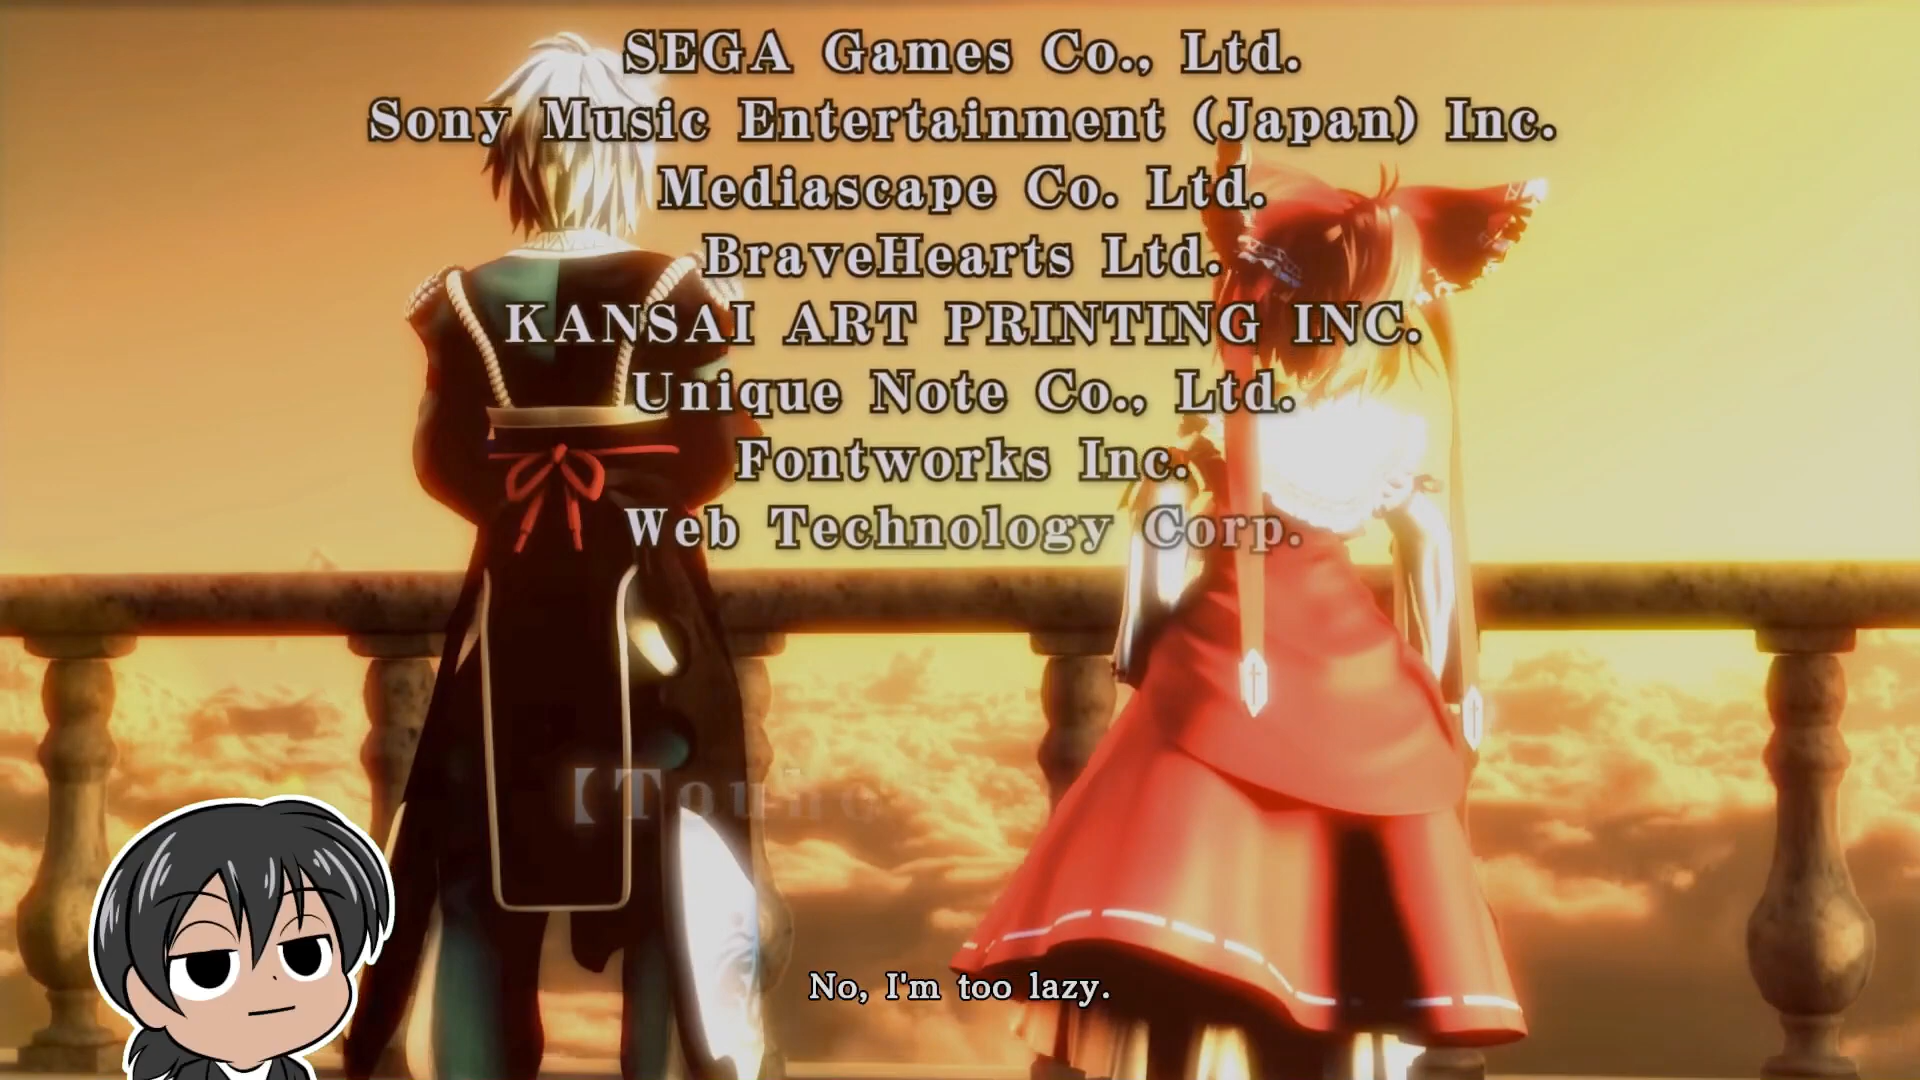 SEGA Games Co., Ltd.
Sony Music Entertainment (Japan) Inc.
Mediascape Co. Ltd.
BraveHearts Ltd.
KANSAI ART PRINTING INC.
Unique Note Co., Ltd.
Fontworks Inc.
Web Technology Corp.
【Touho
No, I'm too lazy.